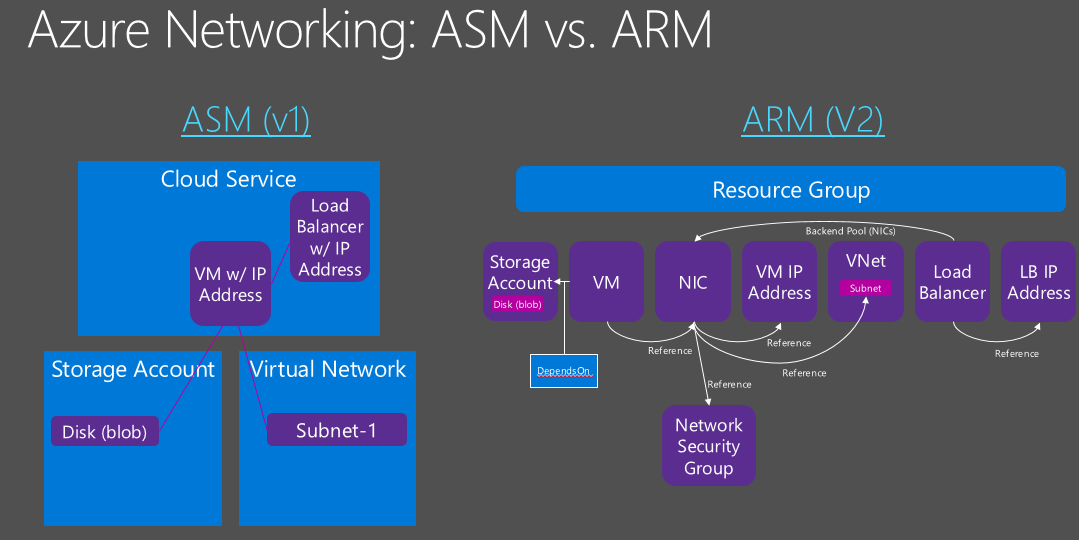 Azure Networking: ASM vs. ARM
ASM (v1)
Cloud Service
Load
Balancer
w/ IP
Address
VM w/ IP
Address
Storage Account
Disk (blob)
Virtual Network
Subnet-1
ARM (V2)
Resource Group
Backend Pool (NICs)
Storage
Account
Disk (blob)
VM
NIC
VM IP
Address
VNet
Subnet
Load
Balancer
LB IP
Address
Reference
Reference
Reference
Reference
Reference
DependsOn
Network
Security
Group